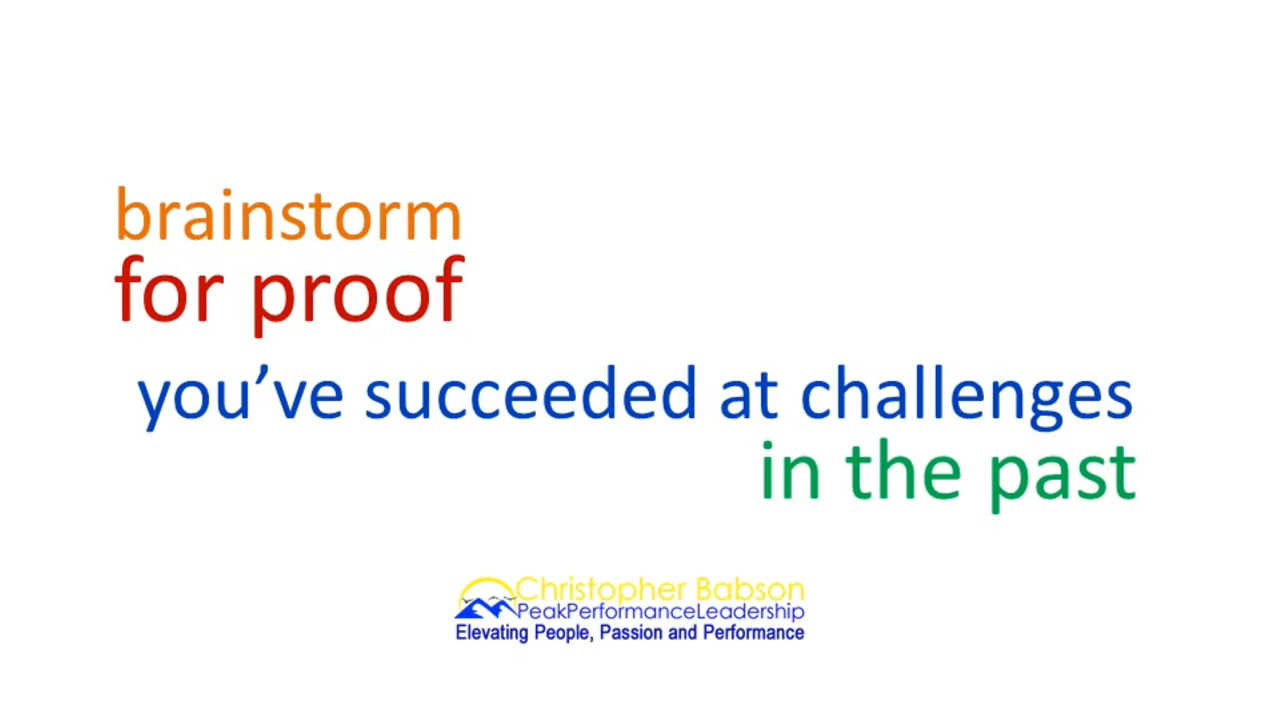 brainstorm
for proof
you’ve succeeded at challenges
in the past
Christopher Babson
PeakPerformanceLeadership
Elevating People, Passion and Performance